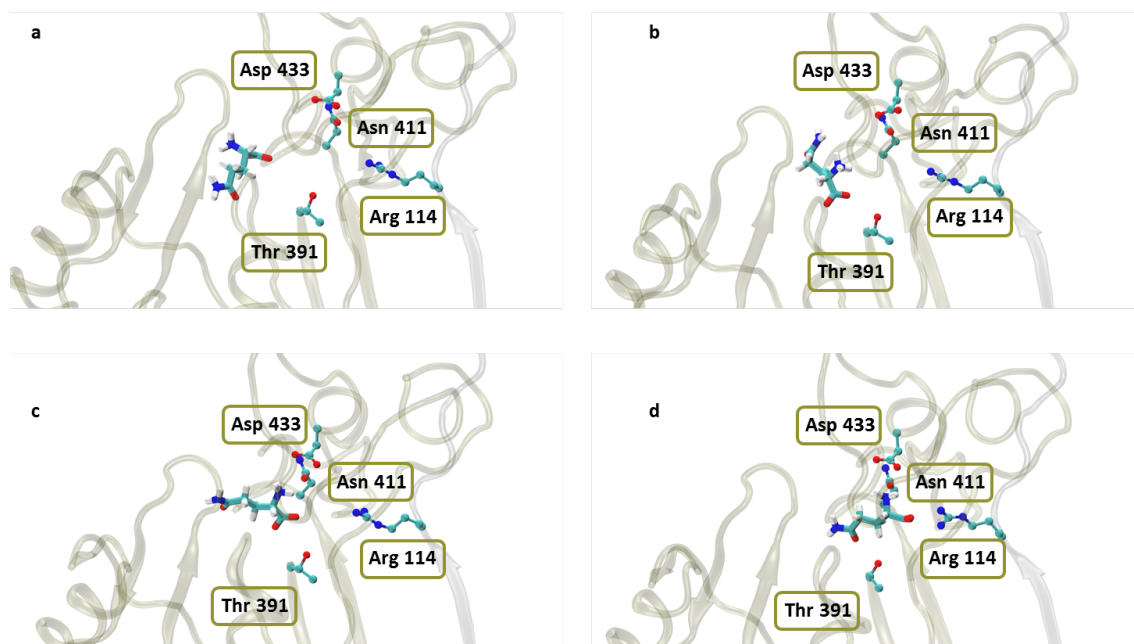 a
Asp 433
Asn 411
Arg 114
Thr 391
b
Asp 433
Asn 411
Arg 114
Thr 391
c
Asp 433
Asn 411
Arg 114
Thr 391
d
Asp 433
Asn 411
Arg 114
Thr 391